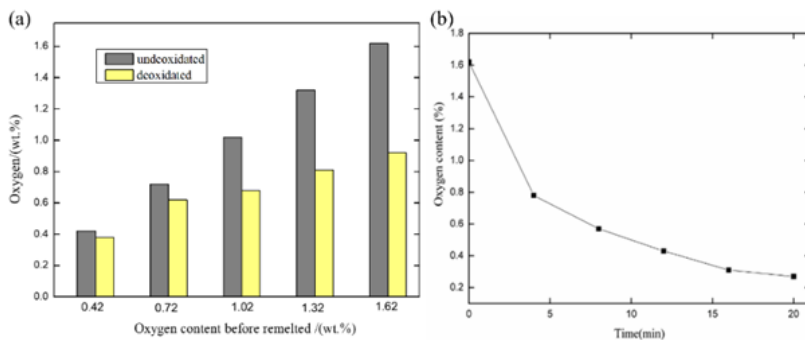 (a)
undeoxidated
deoxidated
Oxygen/(wt.%)
1.6
1.4
1.2
1.0
0.8
0.6
0.4
0.2
0.0
0.42 0.72 1.02 1.32 1.62
Oxygen content before remelted /(wt.%)
(b)
Oxygen content (%)
1.8
1.6
1.4
1.2
1.0
0.8
0.6
0.4
0.2
0 5 10 15 20
Time(min)